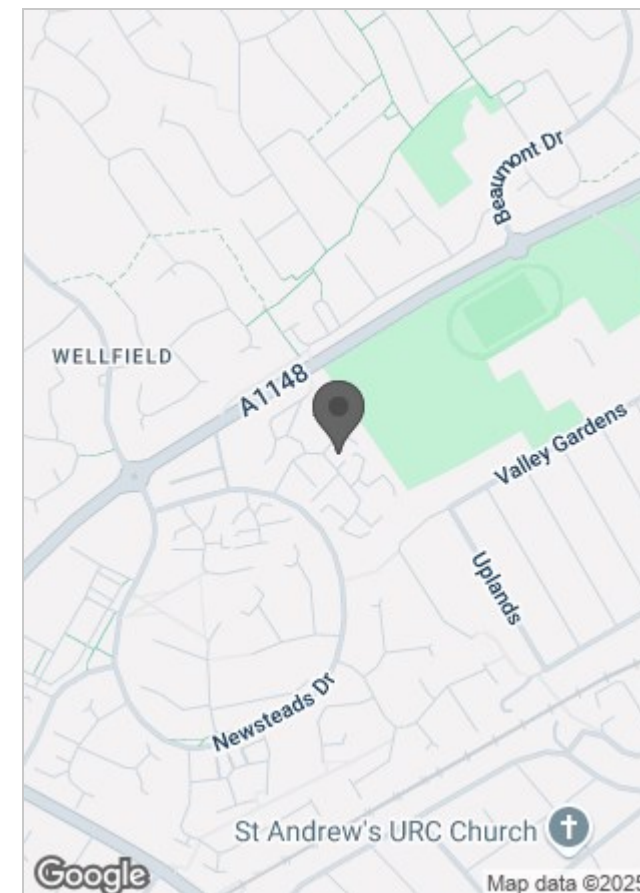 Beaumont Dr
WELLFIELD
A1148
Valley Gardens
Uplands
Newsteads Dr
St Andrew's URC Church
Google
Map data ©2025